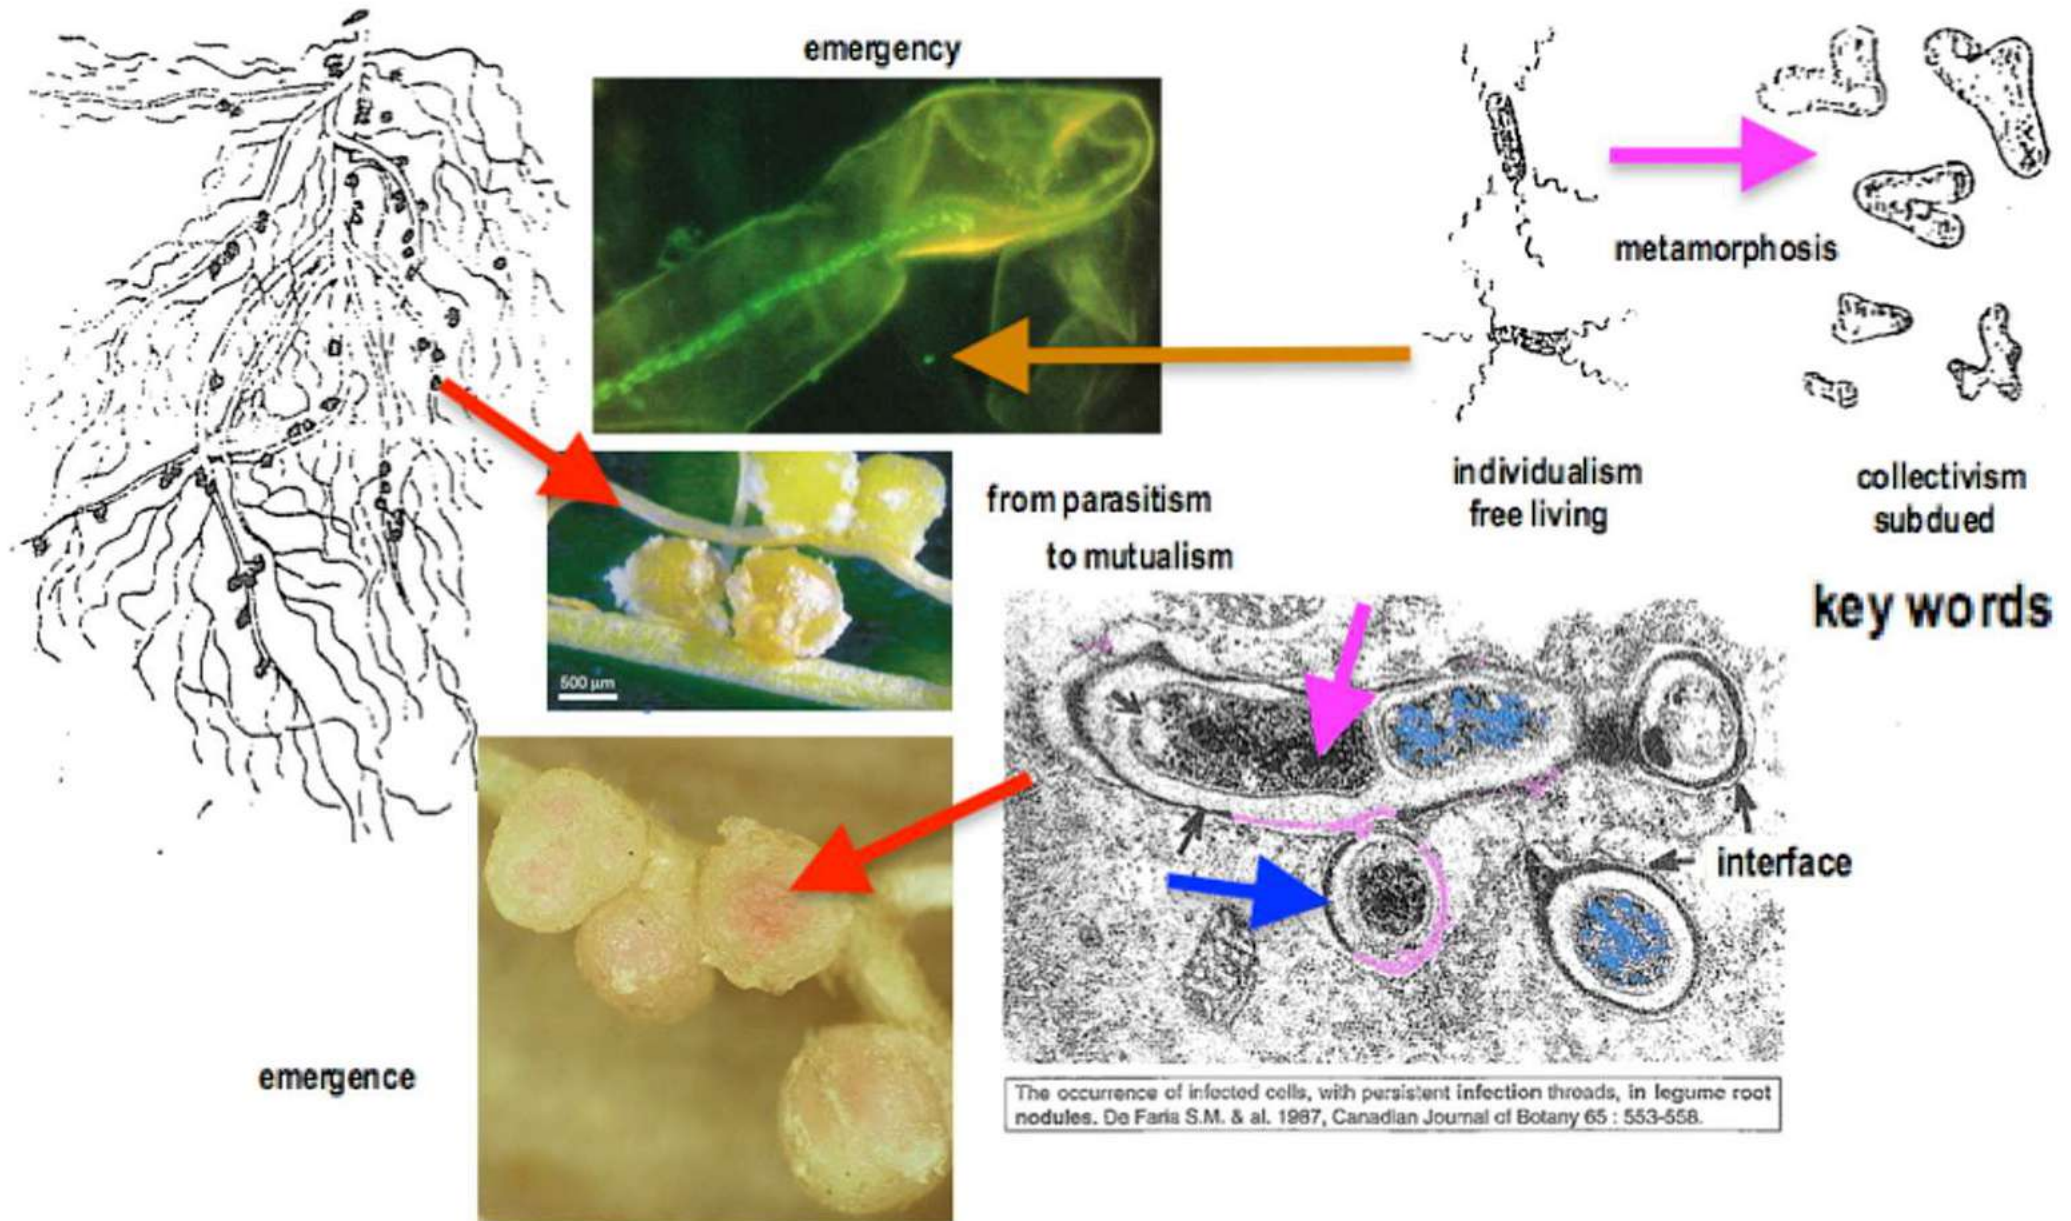 emergency
metamorphosis
individualism
free living
collectivism
subdued
key words
from parasitism
to mutualism
500 µm
interface
emergence
The occurrence of infected cells, with persistent infection threads, in legume root
nodules. De Faria S.M. & al. 1987, Canadian Journal of Botany 65 : 553-558.